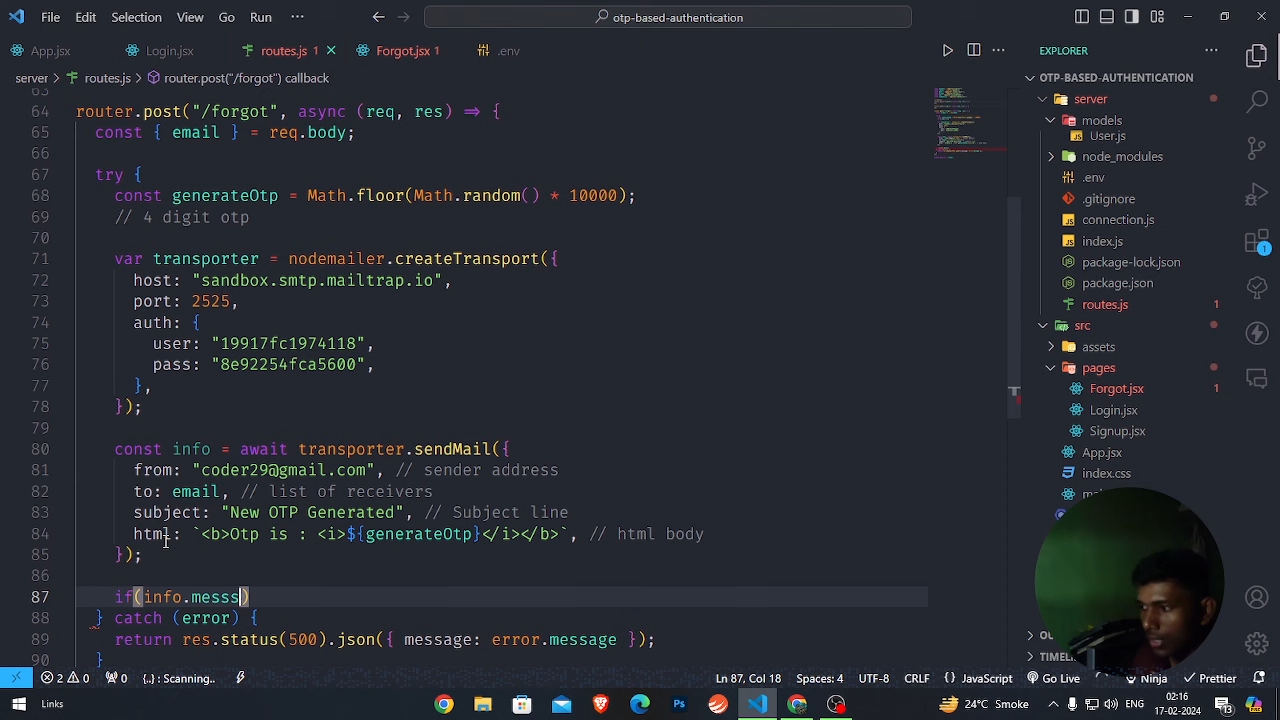 File Edit Selection View Go Run ··· otp-based-authentication
App.jsx Login.jsx routes.js 1 Forgot.jsx 1 .env EXPLORER
server > routes.js > router.post("/forgot") callback
OTP-BASED-AUTHENTICATION
server
models
User.js
node_modules
.env
.gitignore
connection.js
index.js
package-lock.json
package.json
routes.js 1
src
assets
pages
Forgot.jsx 1
Login.jsx
Signup.jsx
App.jsx
index.css
63
64 router.post("/forgot", async (req, res) => {
65 const { email } = req.body;
66
67 try {
68 const generateOtp = Math.floor(Math.random() * 10000);
69 // 4 digit otp
70
71 var transporter = nodemailer.createTransport({
72 host: "sandbox.smtp.mailtrap.io",
73 port: 2525,
74 auth: {
75 user: "19917fc1974118",
76 pass: "8e92254fca5600",
77 },
78 });
79
80 const info = await transporter.sendMail({
81 from: "coder29@gmail.com", // sender address
82 to: email, // list of receivers
83 subject: "New OTP Generated", // Subject line
84 html: `<b>Otp is : <i>${generateOtp}</i></b>`, // html body
85 });
86
87 if(info.messs)
88 } catch (error) {
89 return res.status(500).json({ message: error.message });
90 }
2 0 0 {..}: Scanning.. Ln 87, Col 18 Spaces: 4 UTF-8 CRLF {} JavaScript Go Live Ninja Prettier
Links 24°C Smoke ENG 02:16
17-02-2024